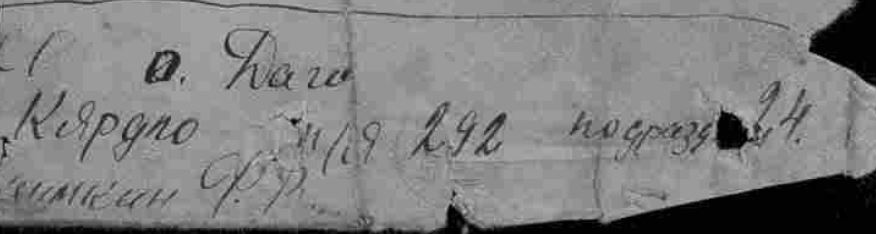 о. Даго
Кярдло п/я 292 подразд 24.
Ф.Р.